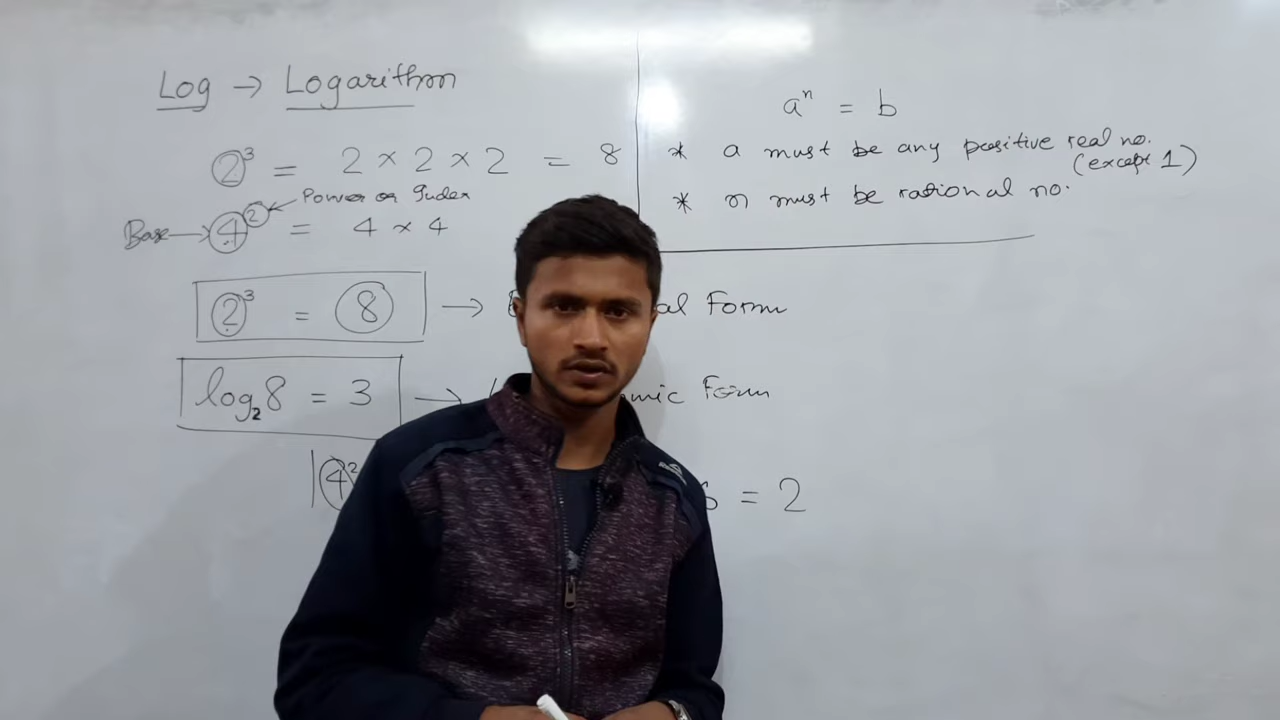 Log → Logarithm
2³ = 2 × 2 × 2 = 8
Power or Index
Base → 4² = 4 × 4
2³ = 8 → al Form
log₂8 = 3 → mic Form
4² = 2
aⁿ = b
* a must be any positive real no.
(except 1)
* n must be rational no.